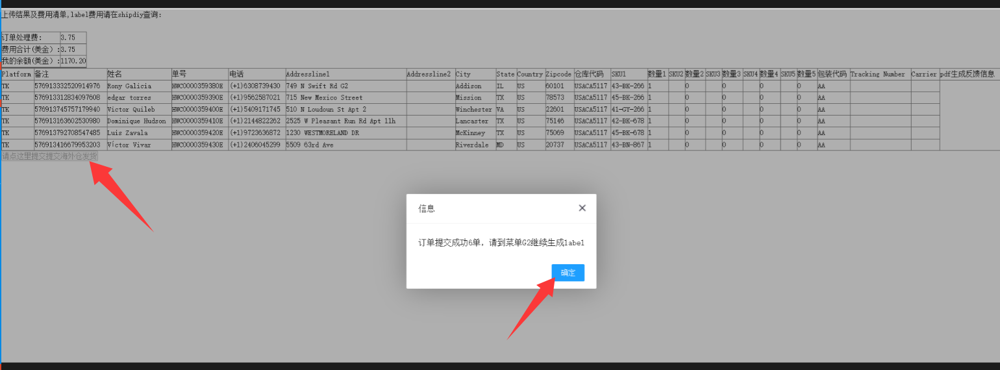 上传结果及费用清单,label费用请在shipdiy查询:
订单处理费: 3.75
费用合计(美金): 3.75
我的余额(美金): 1170.20
Platform 备注 姓名 单号 电话 Addressline1 Addressline2 City State Country Zipcode 仓库代码 SKU1 数量1 SKU2 数量2 SKU3 数量3 SKU4 数量4 SKU5 数量5 包装代码 Tracking Number Carrier pdf生成反馈信息
TK 576913332520914976 Rony Galicia HWC0000359380E (+1)6308739430 749 N Swift Rd G2 Addison IL US 60101 USACA5117 43-BK-266 1 0 0 0 0 AA
TK 576913312834097608 edgar torres HWC0000359390E (+1)9562587021 715 New Mexico Street Mission TX US 78573 USACA5117 45-BK-266 1 0 0 0 0 AA
TK 576913745757179940 Victor Quileb HWC0000359400E (+1)5409171745 510 N Loudoun St Apt 2 Winchester VA US 22601 USACA5117 41-GY-266 1 0 0 0 0 AA
TK 576913163602530980 Dominique Hudson HWC0000359410E (+1)2144822262 2525 W Pleasant Run Rd Apt 11h Lancaster TX US 75146 USACA5117 42-BK-678 1 0 0 0 0 AA
TK 576913792708547485 Luis Zavala HWC0000359420E (+1)9723636872 1230 WESTMORELAND DR McKinney TX US 75069 USACA5117 45-BK-678 1 0 0 0 0 AA
TK 576913416679953203 Víctor Vivar HWC0000359430E (+1)2406045299 5509 63rd Ave Riverdale MD US 20737 USACA5117 43-BN-867 1 0 0 0 0 AA
请点这里提交提交海外仓发货
信息
订单提交成功6单，请到菜单G2继续生成label
确定